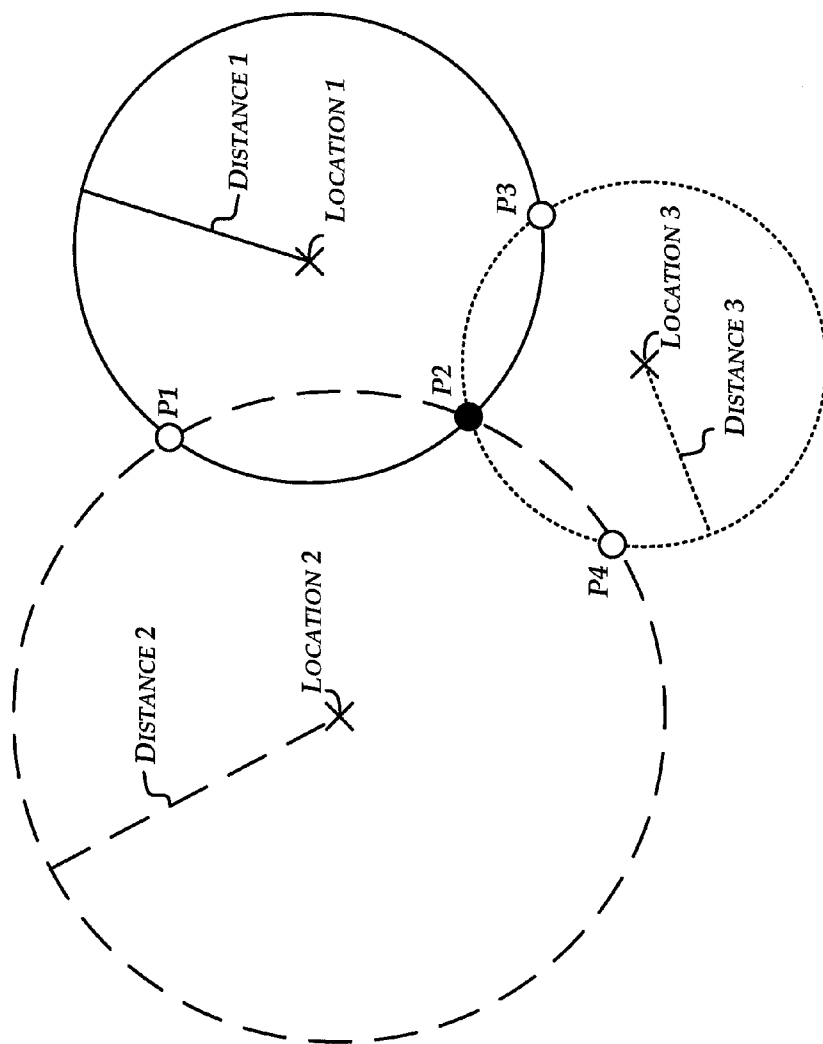 DISTANCE 2
P1
DISTANCE 1
LOCATION 2
LOCATION 1
P2
P3
P4
LOCATION 3
DISTANCE 3